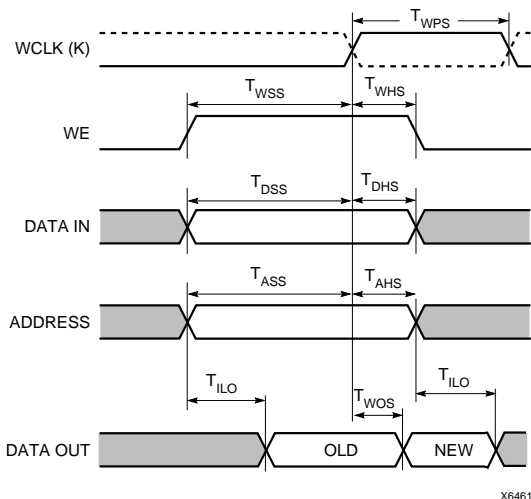 T_WPS
WCLK (K)
T_WSS T_WHS
WE
T_DSS T_DHS
DATA IN
T_ASS T_AHS
ADDRESS
T_ILO T_WOS T_ILO
DATA OUT OLD NEW
X6461